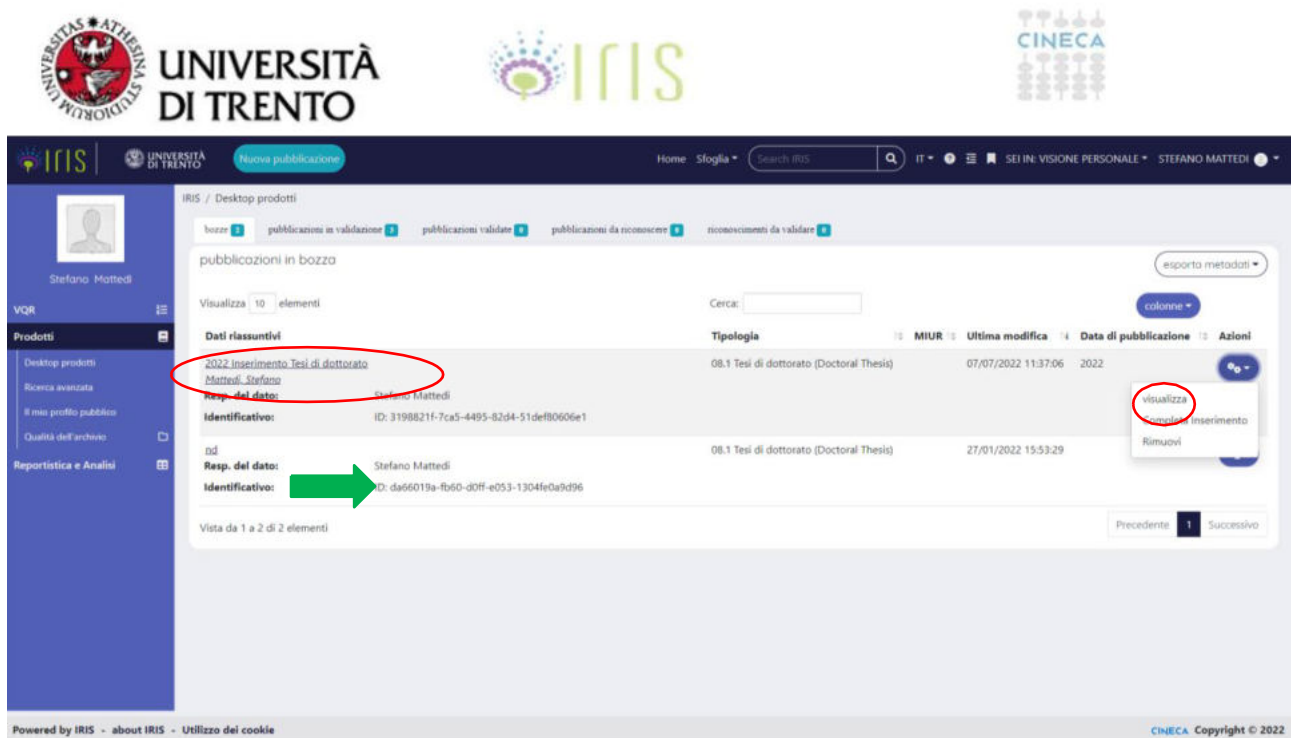 ATHESINA STUDIORUM UNIVERSITAS
UNIVERSITÀ
DI TRENTO
IRIS
CINECA
IRIS
UNIVERSITÀ
DI TRENTO
Nuova pubblicazione
Home Sfoglia Search IRIS IT SEI IN: VISIONE PERSONALE STEFANO MATTEDI
IRIS / Desktop prodotti
bozze pubblicazioni in validazione pubblicazioni validate pubblicazioni da riconoscere riconoscimenti da validare
Stefano Mattedi
VQR
Prodotti
Desktop prodotti
Ricerca avanzata
Il mio profilo pubblico
Qualità dell'archivio
Reportistica e Analisi
pubblicazioni in bozza
esporta metadati
Visualizza 10 elementi
Cerca:
colonne
Dati riassuntivi Tipologia MIUR Ultima modifica Data di pubblicazione Azioni
2022 Inserimento Tesi di dottorato 08.1 Tesi di dottorato (Doctoral Thesis) 07/07/2022 11:37:06 2022
Mattedi, Stefano
Resp. del dato: Stefano Mattedi
Identificativo: ID: 3198821f-7ca5-4495-82d4-51def80606e1
visualizza
Completa Inserimento
Rimuovi
nd 08.1 Tesi di dottorato (Doctoral Thesis) 27/01/2022 15:53:29
Resp. del dato: Stefano Mattedi
Identificativo: ID: da66019a-fb60-d0ff-e053-1304fe0a9d96
Vista da 1 a 2 di 2 elementi
Precedente 1 Successivo
Powered by IRIS - about IRIS - Utilizzo dei cookie
CINECA Copyright © 2022